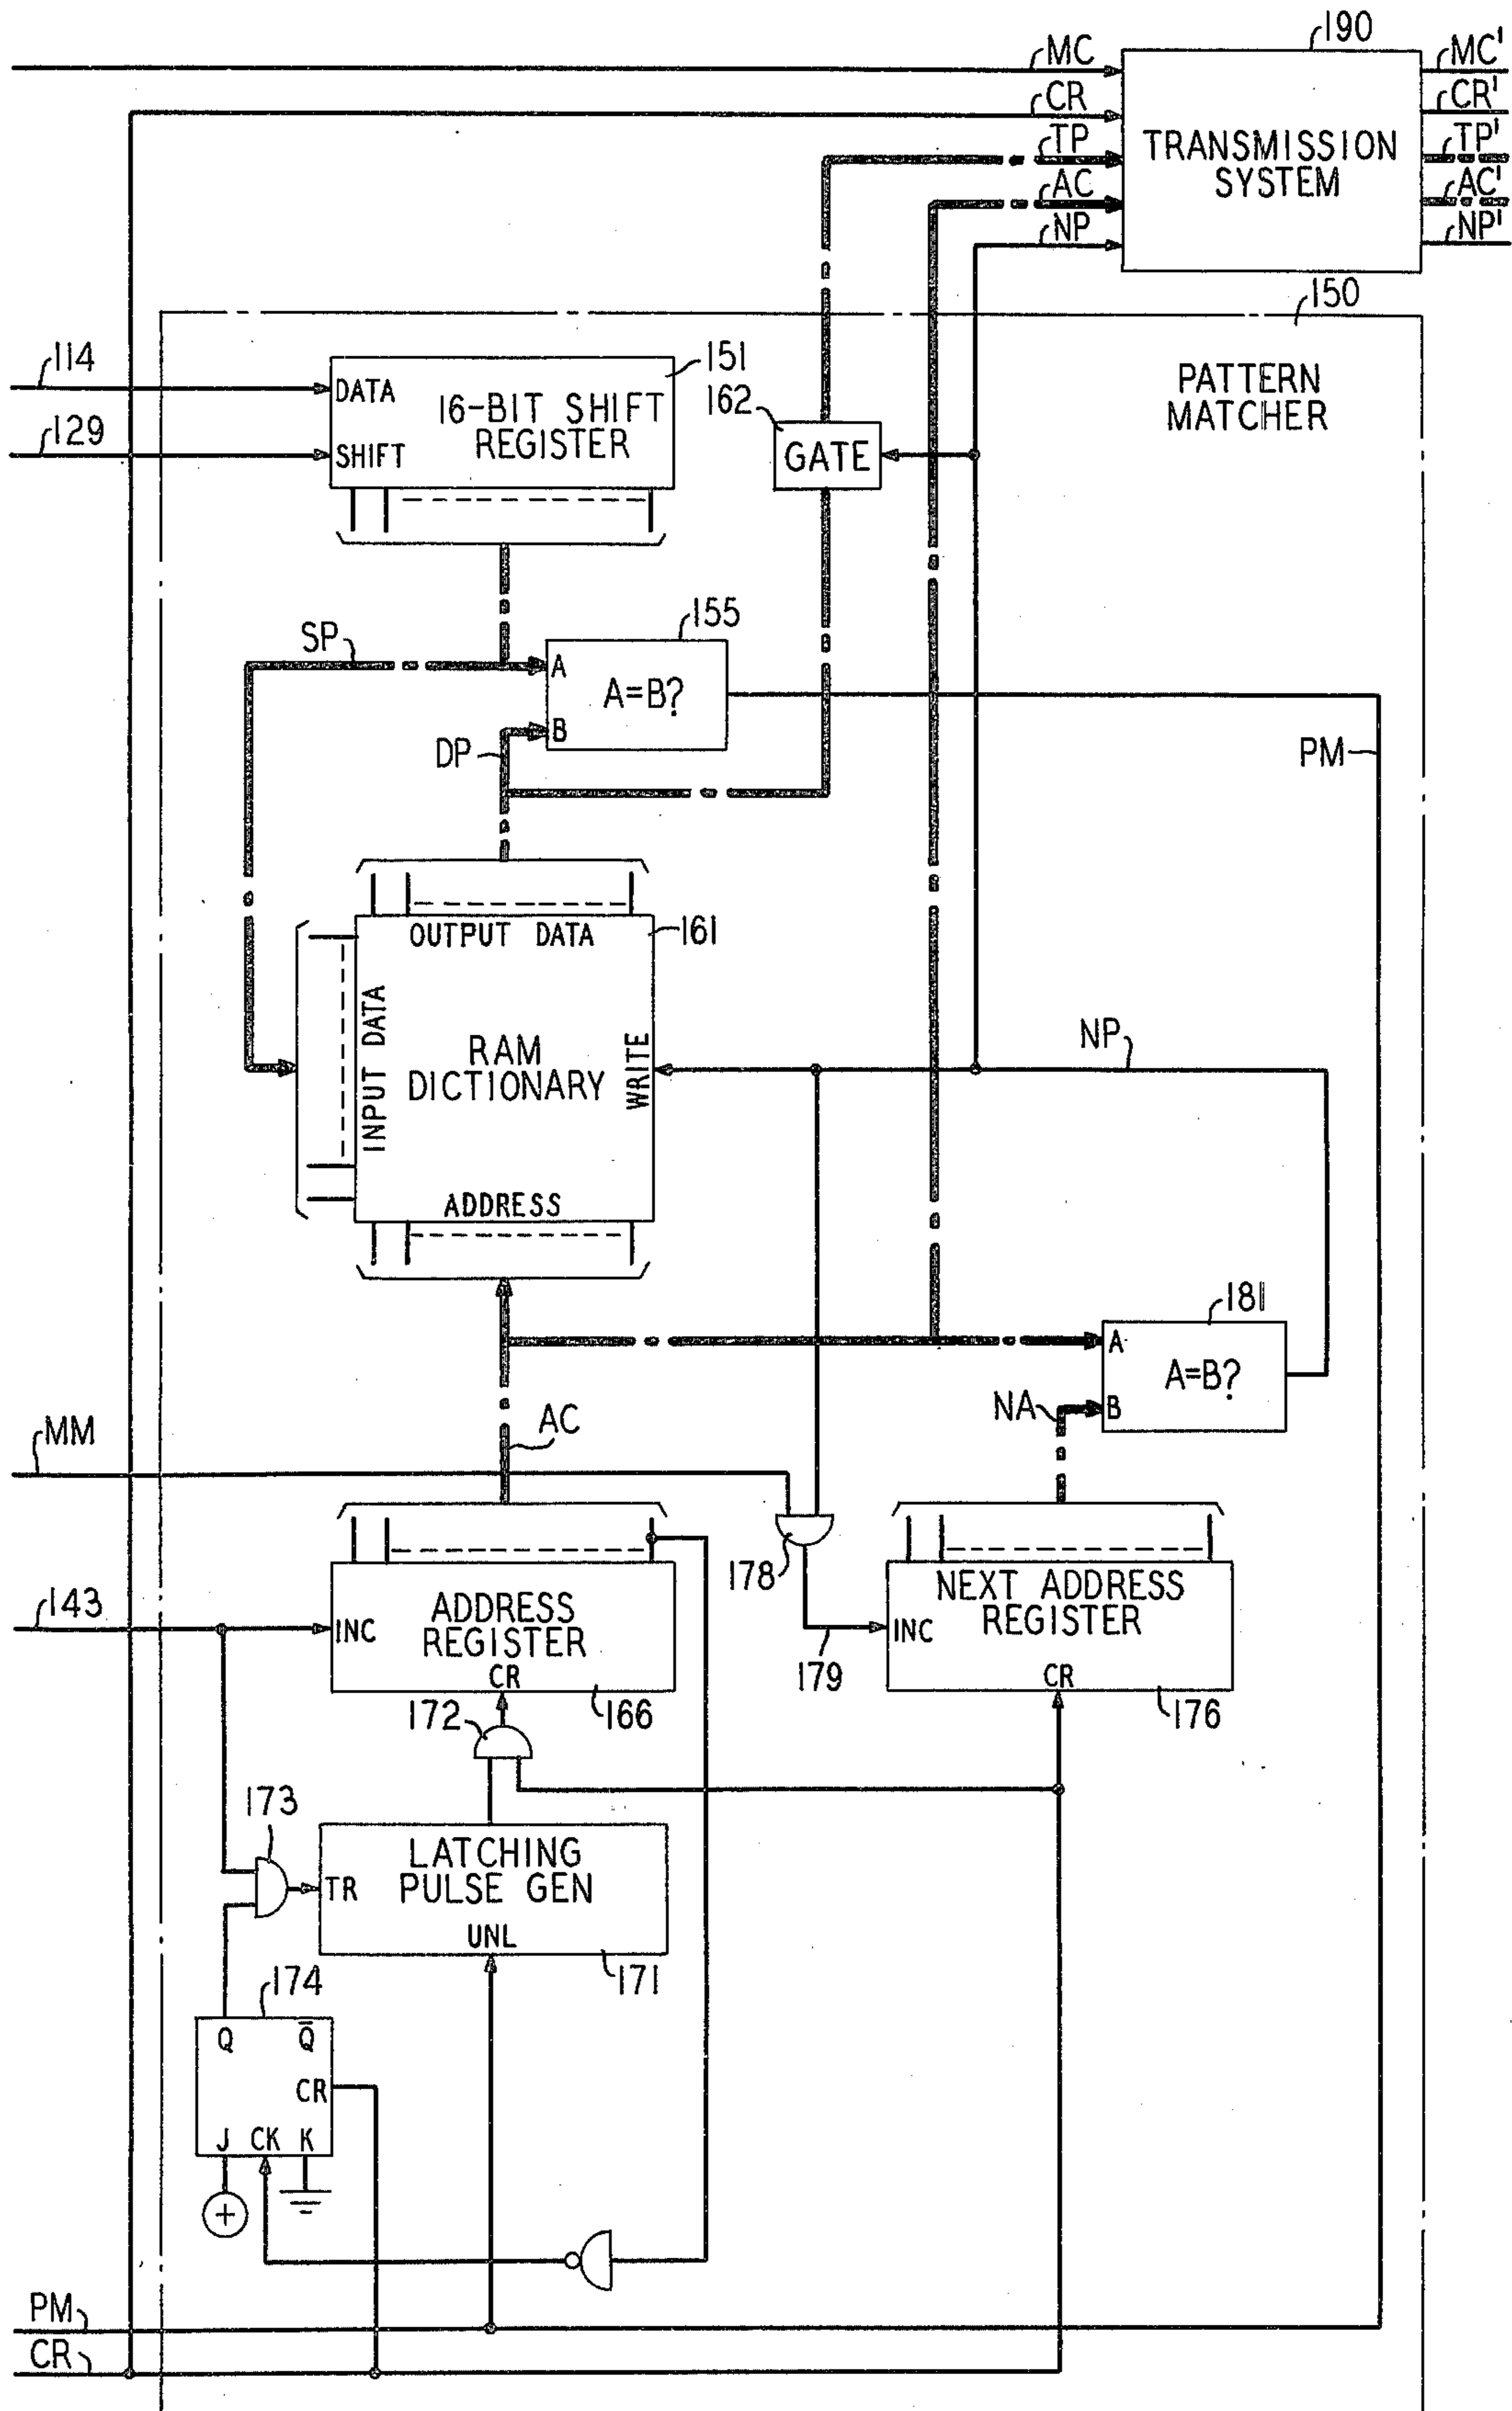 190
MC
MC'
CR
CR'
TP
TP'
TRANSMISSION
SYSTEM
AC
AC'
NP
NP'
150
114
151
162
PATTERN
MATCHER
DATA
16-BIT SHIFT
REGISTER
129
SHIFT
GATE
155
SP
A
A=B?
B
DP
PM
OUTPUT DATA
161
INPUT DATA
RAM
DICTIONARY
WRITE
NP
ADDRESS
181
A
A=B?
B
NA
MM
AC
178
143
INC
ADDRESS
REGISTER
CR
NEXT ADDRESS
REGISTER
INC
179
CR
172
166
176
173
LATCHING
PULSE GEN
TR
UNL
174
171
Q
Q̅
CR
J
CK
K
+
PM
CR